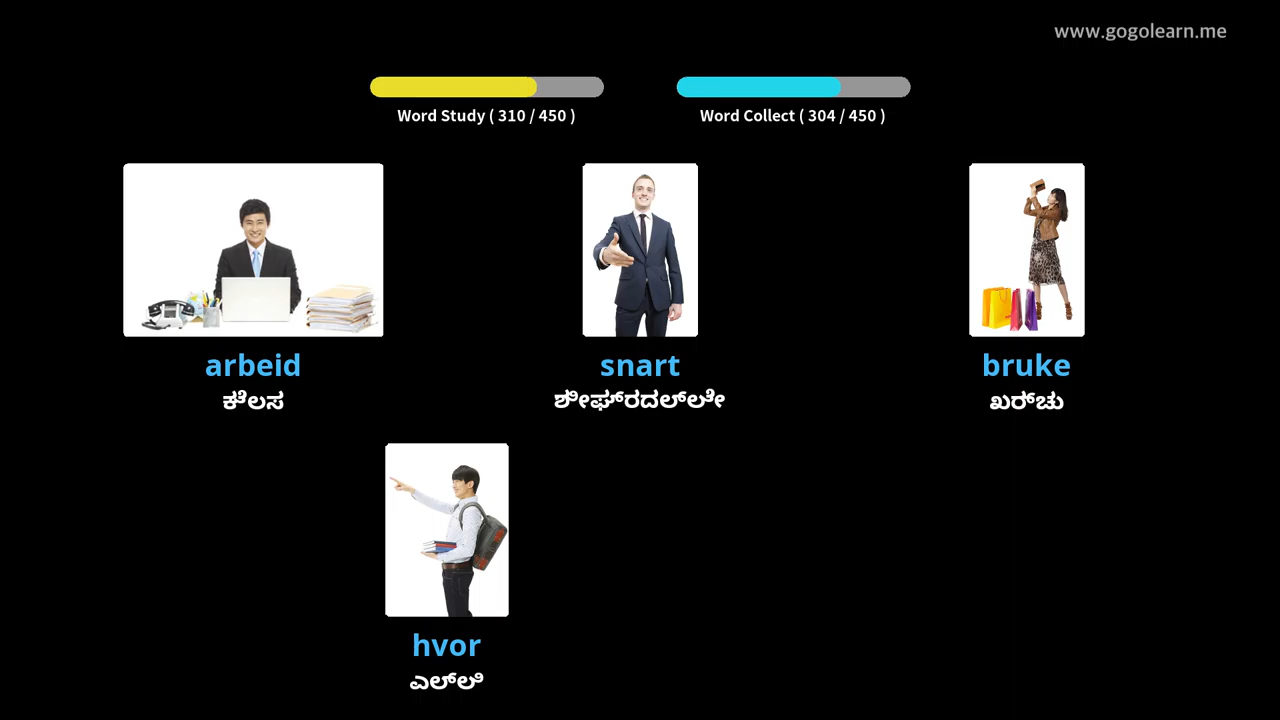 www.gogolearn.me
Word Study ( 310 / 450 )
Word Collect ( 304 / 450 )
arbeid
ಕೆಲಸ
snart
ಶೀಘ್ರದಲ್ಲೇ
bruke
ಖರ್ಚು
hvor
ಎಲ್ಲಿ